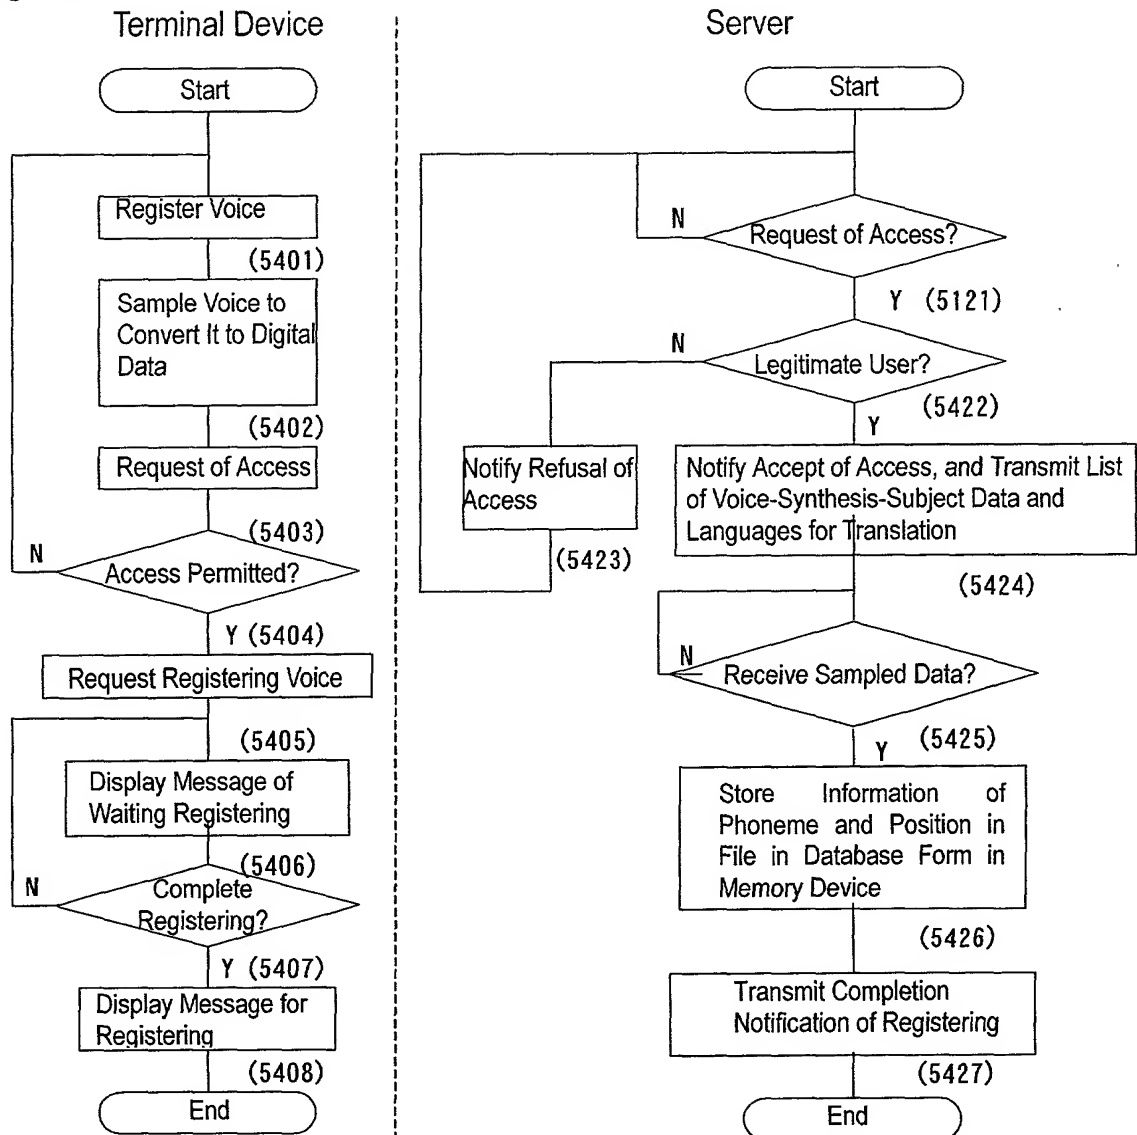 Terminal Device
Start
Register Voice
(5401)
Sample Voice to
Convert It to Digital
Data
(5402)
Request of Access
(5403)
N
Access Permitted?
Y (5404)
Request Registering Voice
(5405)
Display Message of
Waiting Registering
(5406)
N
Complete
Registering?
Y (5407)
Display Message for
Registering
(5408)
End
Server
Start
N
Request of Access?
Y (5121)
N
Legitimate User?
(5422)
Y
Notify Refusal of
Access
(5423)
Notify Accept of Access, and Transmit List
of Voice-Synthesis-Subject Data and
Languages for Translation
(5424)
N
Receive Sampled Data?
Y (5425)
Store Information of
Phoneme and Position in
File in Database Form in
Memory Device
(5426)
Transmit Completion
Notification of Registering
(5427)
End